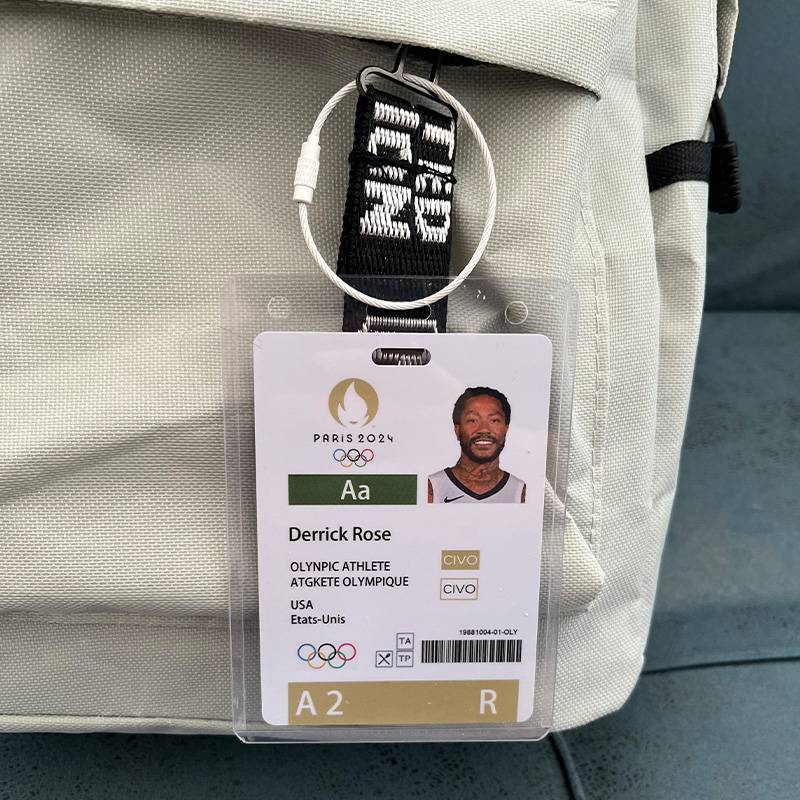 PARIS 2024
Aa
Derrick Rose
OLYNPIC ATHLETE
ATGKETE OLYMPIQUE
CIVO
CIVO
USA
Etats-Unis
19881004-01-OLY
TA
TP
A 2 R